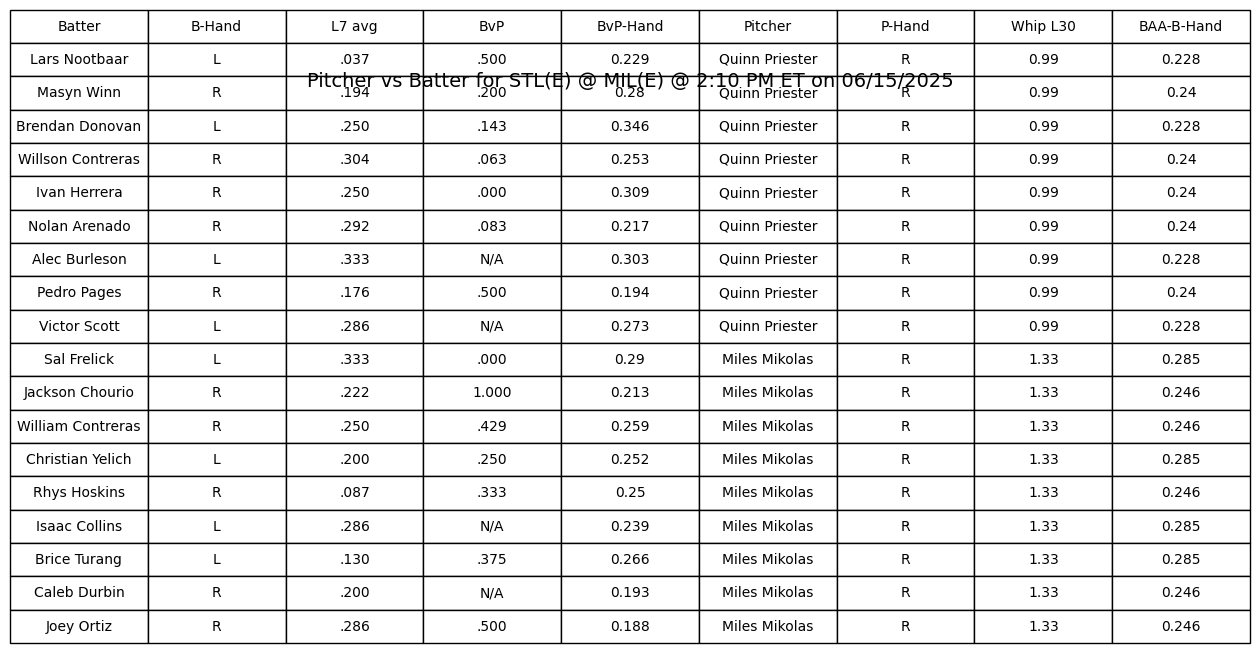 Batter B-Hand L7 avg BvP BvP-Hand Pitcher P-Hand Whip L30 BAA-B-Hand
Lars Nootbaar L .037 .500 0.229 Quinn Priester R 0.99 0.228
Pitcher vs Batter for STL(E) @ MIL(E) @ 2:10 PM ET on 06/15/2025
Masyn Winn R .194 .200 0.28 Quinn Priester R 0.99 0.24
Brendan Donovan L .250 .143 0.346 Quinn Priester R 0.99 0.228
Willson Contreras R .304 .063 0.253 Quinn Priester R 0.99 0.24
Ivan Herrera R .250 .000 0.309 Quinn Priester R 0.99 0.24
Nolan Arenado R .292 .083 0.217 Quinn Priester R 0.99 0.24
Alec Burleson L .333 N/A 0.303 Quinn Priester R 0.99 0.228
Pedro Pages R .176 .500 0.194 Quinn Priester R 0.99 0.24
Victor Scott L .286 N/A 0.273 Quinn Priester R 0.99 0.228
Sal Frelick L .333 .000 0.29 Miles Mikolas R 1.33 0.285
Jackson Chourio R .222 1.000 0.213 Miles Mikolas R 1.33 0.246
William Contreras R .250 .429 0.259 Miles Mikolas R 1.33 0.246
Christian Yelich L .200 .250 0.252 Miles Mikolas R 1.33 0.285
Rhys Hoskins R .087 .333 0.25 Miles Mikolas R 1.33 0.246
Isaac Collins L .286 N/A 0.239 Miles Mikolas R 1.33 0.285
Brice Turang L .130 .375 0.266 Miles Mikolas R 1.33 0.285
Caleb Durbin R .200 N/A 0.193 Miles Mikolas R 1.33 0.246
Joey Ortiz R .286 .500 0.188 Miles Mikolas R 1.33 0.246